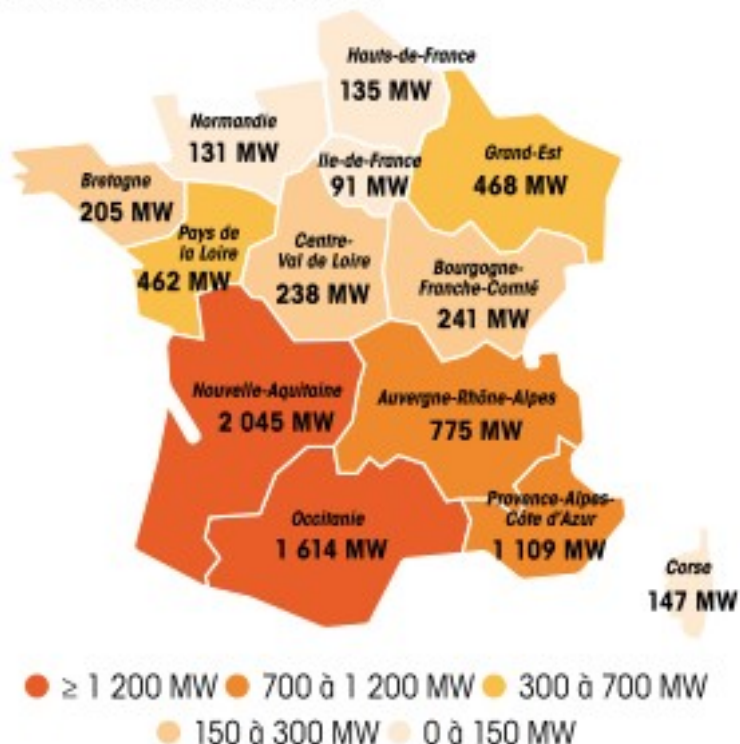 Hauts-de-France
135 MW
Normandie
131 MW
Ile-de-France
91 MW
Grand-Est
468 MW
Bretagne
205 MW
Pays de
la Loire
462 MW
Centre-
Val de Loire
238 MW
Bourgogne-
Franche-Comté
241 MW
Nouvelle-Aquitaine
2 045 MW
Auvergne-Rhône-Alpes
775 MW
Occitanie
1 614 MW
Provence-Alpes-
Côte d'Azur
1 109 MW
Corse
147 MW
≥ 1 200 MW 700 à 1 200 MW 300 à 700 MW
150 à 300 MW 0 à 150 MW